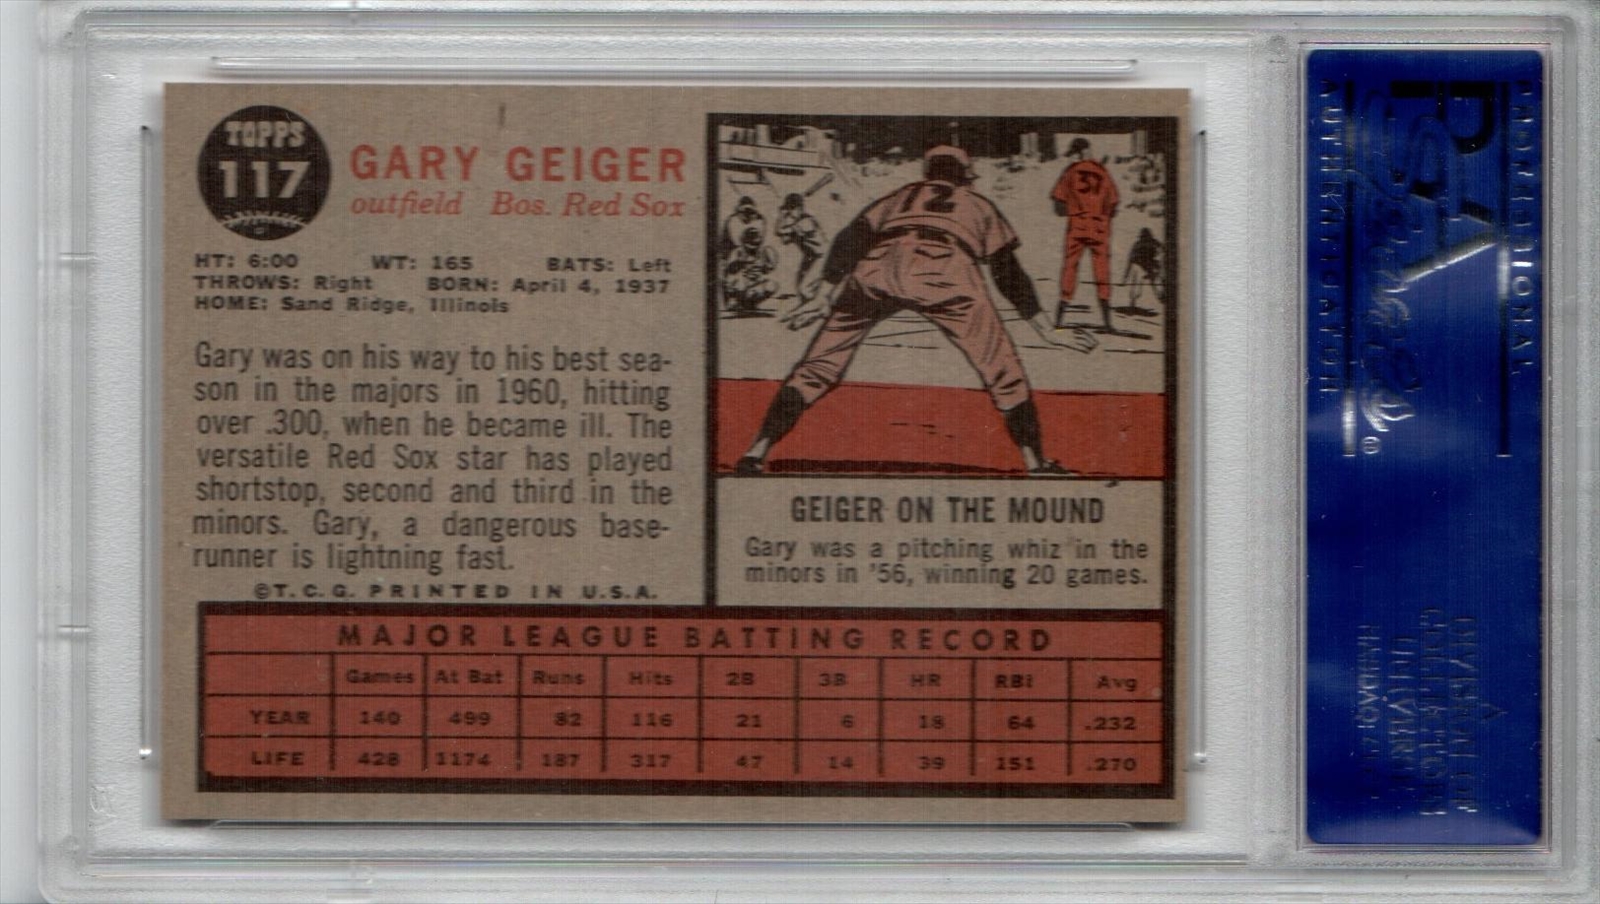 TOPPS
117
GARY GEIGER
outfield Bos. Red Sox
HT: 6:00 WT: 165 BATS: Left
THROWS: Right BORN: April 4, 1937
HOME: Sand Ridge, Illinois
Gary was on his way to his best sea-
son in the majors in 1960, hitting
over .300, when he became ill. The
versatile Red Sox star has played
shortstop, second and third in the
minors. Gary, a dangerous base-
runner is lightning fast.
©T.C.G. PRINTED IN U.S.A.
12
37
GEIGER ON THE MOUND
Gary was a pitching whiz in the
minors in '56, winning 20 games.
MAJOR LEAGUE BATTING RECORD
Games At Bat Runs Hits 2B 3B HR RBI Avg
YEAR 140 499 82 116 21 6 18 64 .232
LIFE 428 1174 187 317 47 14 39 151 .270
PROFESSIONAL
PSA
AUTHENTICATOR
DIVISION OF
COLLECTORS
UNIVERSE